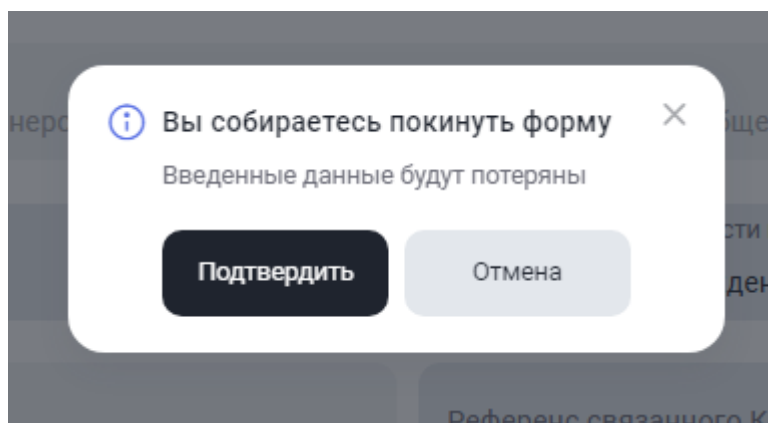 Вы собираетесь покинуть форму
Введенные данные будут потеряны
Подтвердить
Отмена